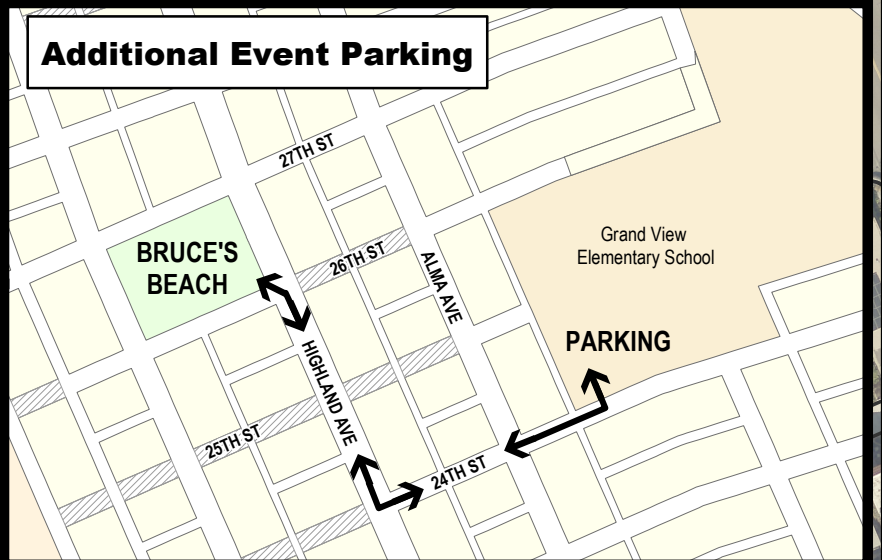 Additional Event Parking
27TH ST
BRUCE'S
BEACH
26TH ST
ALMA AVE
Grand View
Elementary School
PARKING
HIGHLAND AVE
25TH ST
24TH ST